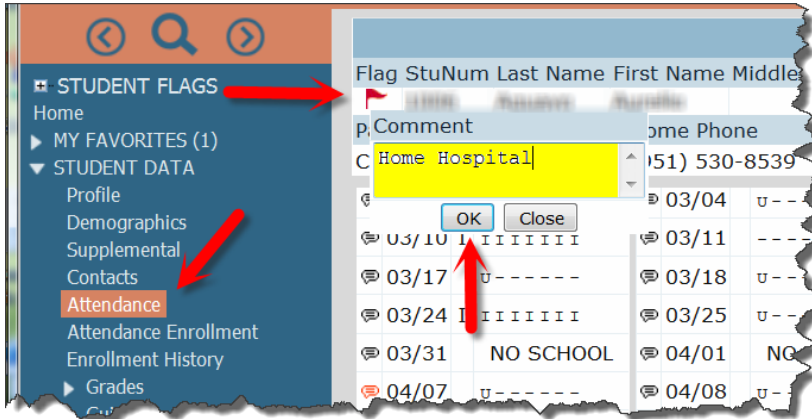 STUDENT FLAGS
Home
MY FAVORITES (1)
STUDENT DATA
Profile
Demographics
Supplemental
Contacts
Attendance
Attendance Enrollment
Enrollment History
Grades
Flag StuNum Last Name First Name Middle
Comment
ome Phone
Home Hospital
951) 530-8539
OK Close
03/04 U--
03/10 I IIIIIII 03/11 ----
03/17 U------ 03/18 U--
03/24 I IIIIIII 03/25 U--
03/31 NO SCHOOL 04/01 NO
04/07 U------ 04/08 U--